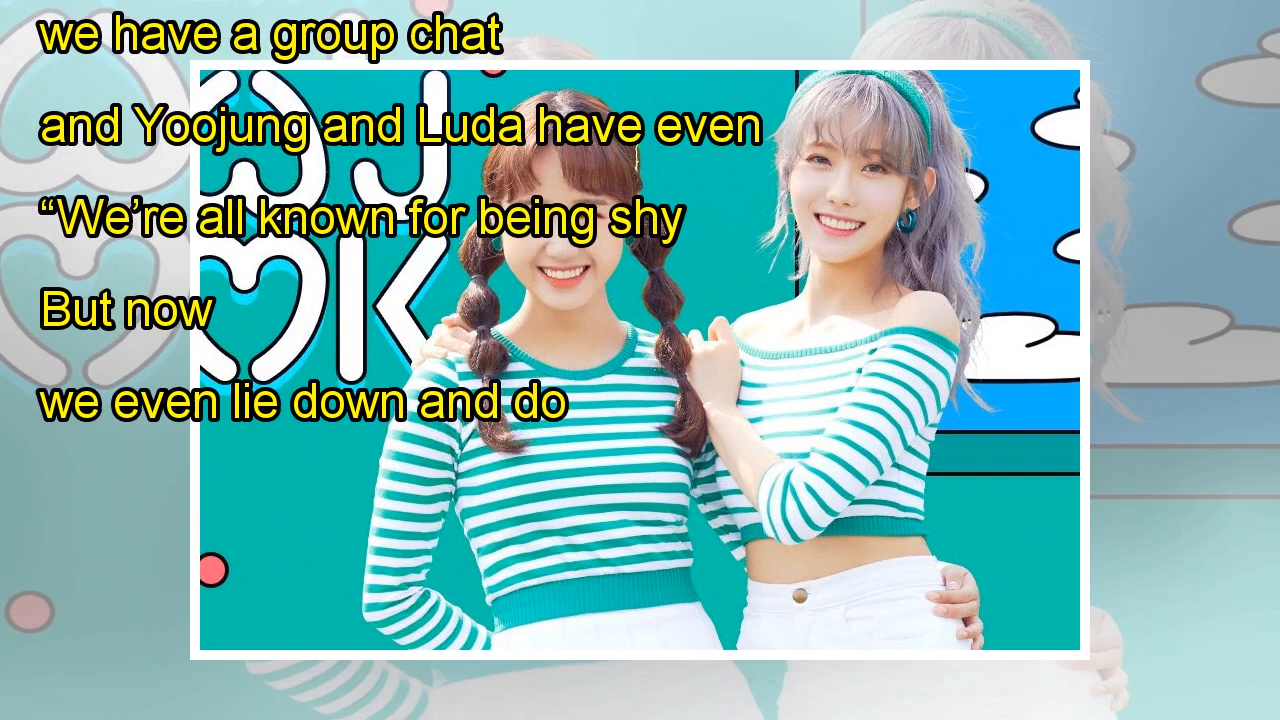 we have a group chat
and Yoojung and Luda have even
“We’re all known for being shy
But now
we even lie down and do